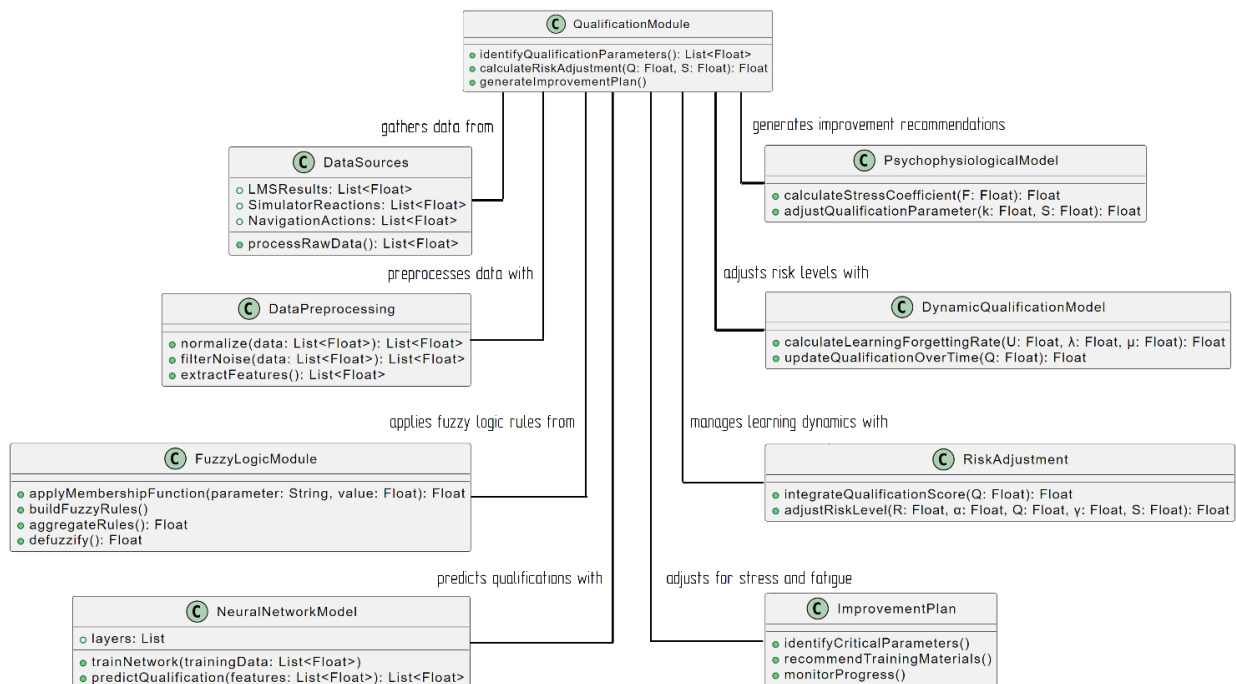 C QualificationModule
identifyQualificationParameters(): List<Float>
calculateRiskAdjustment(Q: Float, S: Float): Float
generateImprovementPlan()
gathers data from
C DataSources
LMSResults: List<Float>
SimulatorReactions: List<Float>
NavigationActions: List<Float>
processRawData(): List<Float>
preprocesses data with
C DataPreprocessing
normalize(data: List<Float>): List<Float>
filterNoise(data: List<Float>): List<Float>
extractFeatures(): List<Float>
applies fuzzy logic rules from
C FuzzyLogicModule
applyMembershipFunction(parameter: String, value: Float): Float
buildFuzzyRules()
aggregateRules(): Float
defuzzify(): Float
predicts qualifications with
C NeuralNetworkModel
layers: List
trainNetwork(trainingData: List<Float>)
predictQualification(features: List<Float>): List<Float>
generates improvement recommendations
C PsychophysiologicalModel
calculateStressCoefficient(F: Float): Float
adjustQualificationParameter(k: Float, S: Float): Float
adjusts risk levels with
C DynamicQualificationModel
calculateLearningForgettingRate(U: Float, λ: Float, μ: Float): Float
updateQualificationOverTime(Q: Float): Float
manages learning dynamics with
C RiskAdjustment
integrateQualificationScore(Q: Float): Float
adjustRiskLevel(R: Float, α: Float, Q: Float, γ: Float, S: Float): Float
adjusts for stress and fatigue
C ImprovementPlan
identifyCriticalParameters()
recommendTrainingMaterials()
monitorProgress()